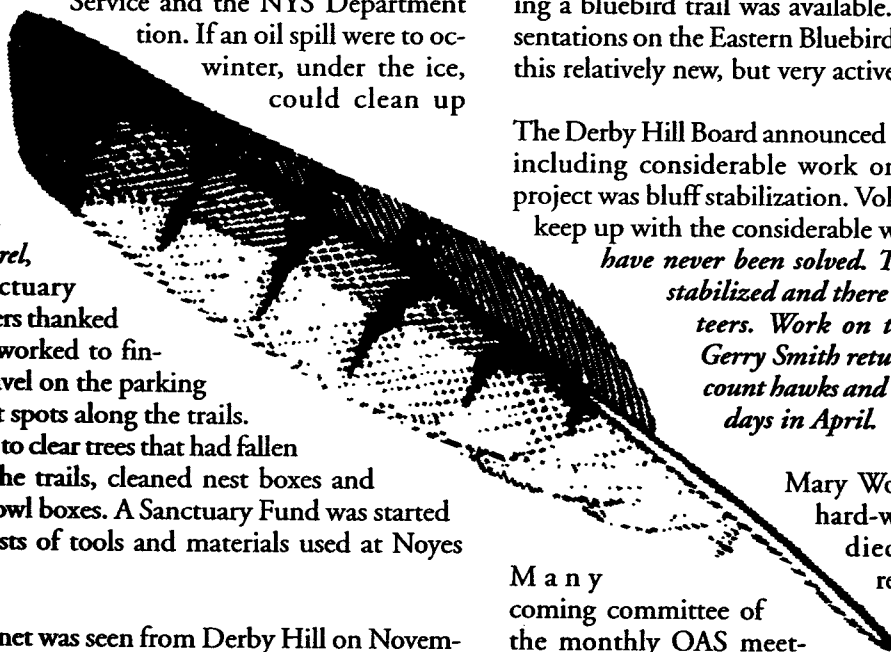 Service and the NYS Department
tion. If an oil spill were to oc-
winter, under the ice,
could clean up
rel,
ctuary
ers thanked
worked to fin-
avel on the parking
t spots along the trails.
to clear trees that had fallen
he trails, cleaned nest boxes and
owl boxes. A Sanctuary Fund was started
sts of tools and materials used at Noyes
net was seen from Derby Hill on Novem-
ing a bluebird trail was available.
sentations on the Eastern Bluebird
this relatively new, but very active
The Derby Hill Board announced
including considerable work on
project was bluff stabilization. Vol
keep up with the considerable w
have never been solved. T
stabilized and there
teers. Work on t
Gerry Smith retu
count hawks and
days in April.
Mary Wo
hard-w
died
re
Many
coming committee of
the monthly OAS meet-